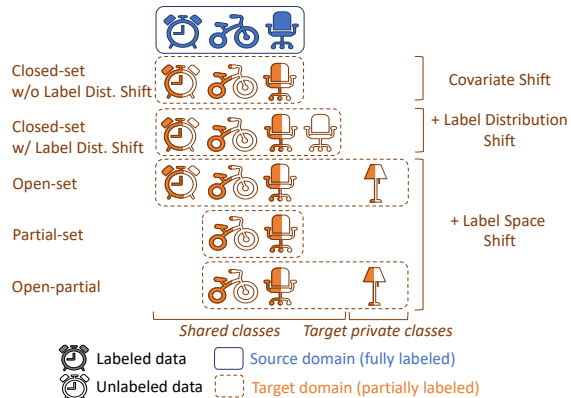 Closed-set
w/o Label Dist. Shift
Covariate Shift
Closed-set
w/ Label Dist. Shift
+ Label Distribution
Shift
Open-set
+ Label Space
Shift
Partial-set
Open-partial
Shared classes
Target private classes
Labeled data
Source domain (fully labeled)
Unlabeled data
Target domain (partially labeled)